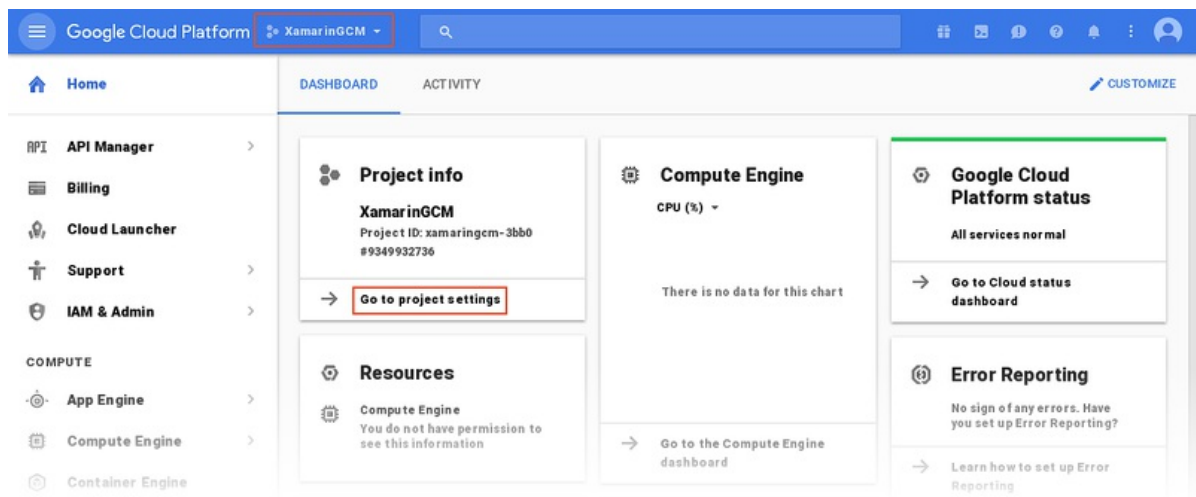 Google Cloud Platform XamarinGCM
Home
DASHBOARD ACTIVITY CUSTOMIZE
API API Manager
Billing
Cloud Launcher
Support
IAM & Admin
COMPUTE
App Engine
Compute Engine
Container Engine
Project info
XamarinGCM
Project ID: xamaringcm-3bb0
#9349932736
Go to project settings
Resources
Compute Engine
You do not have permission to
see this information
Compute Engine
CPU (%)
There is no data for this chart
Go to the Compute Engine
dashboard
Google Cloud
Platform status
All services normal
Go to Cloud status
dashboard
Error Reporting
No sign of any errors. Have
you set up Error Reporting?
Learn how to set up Error
Reporting